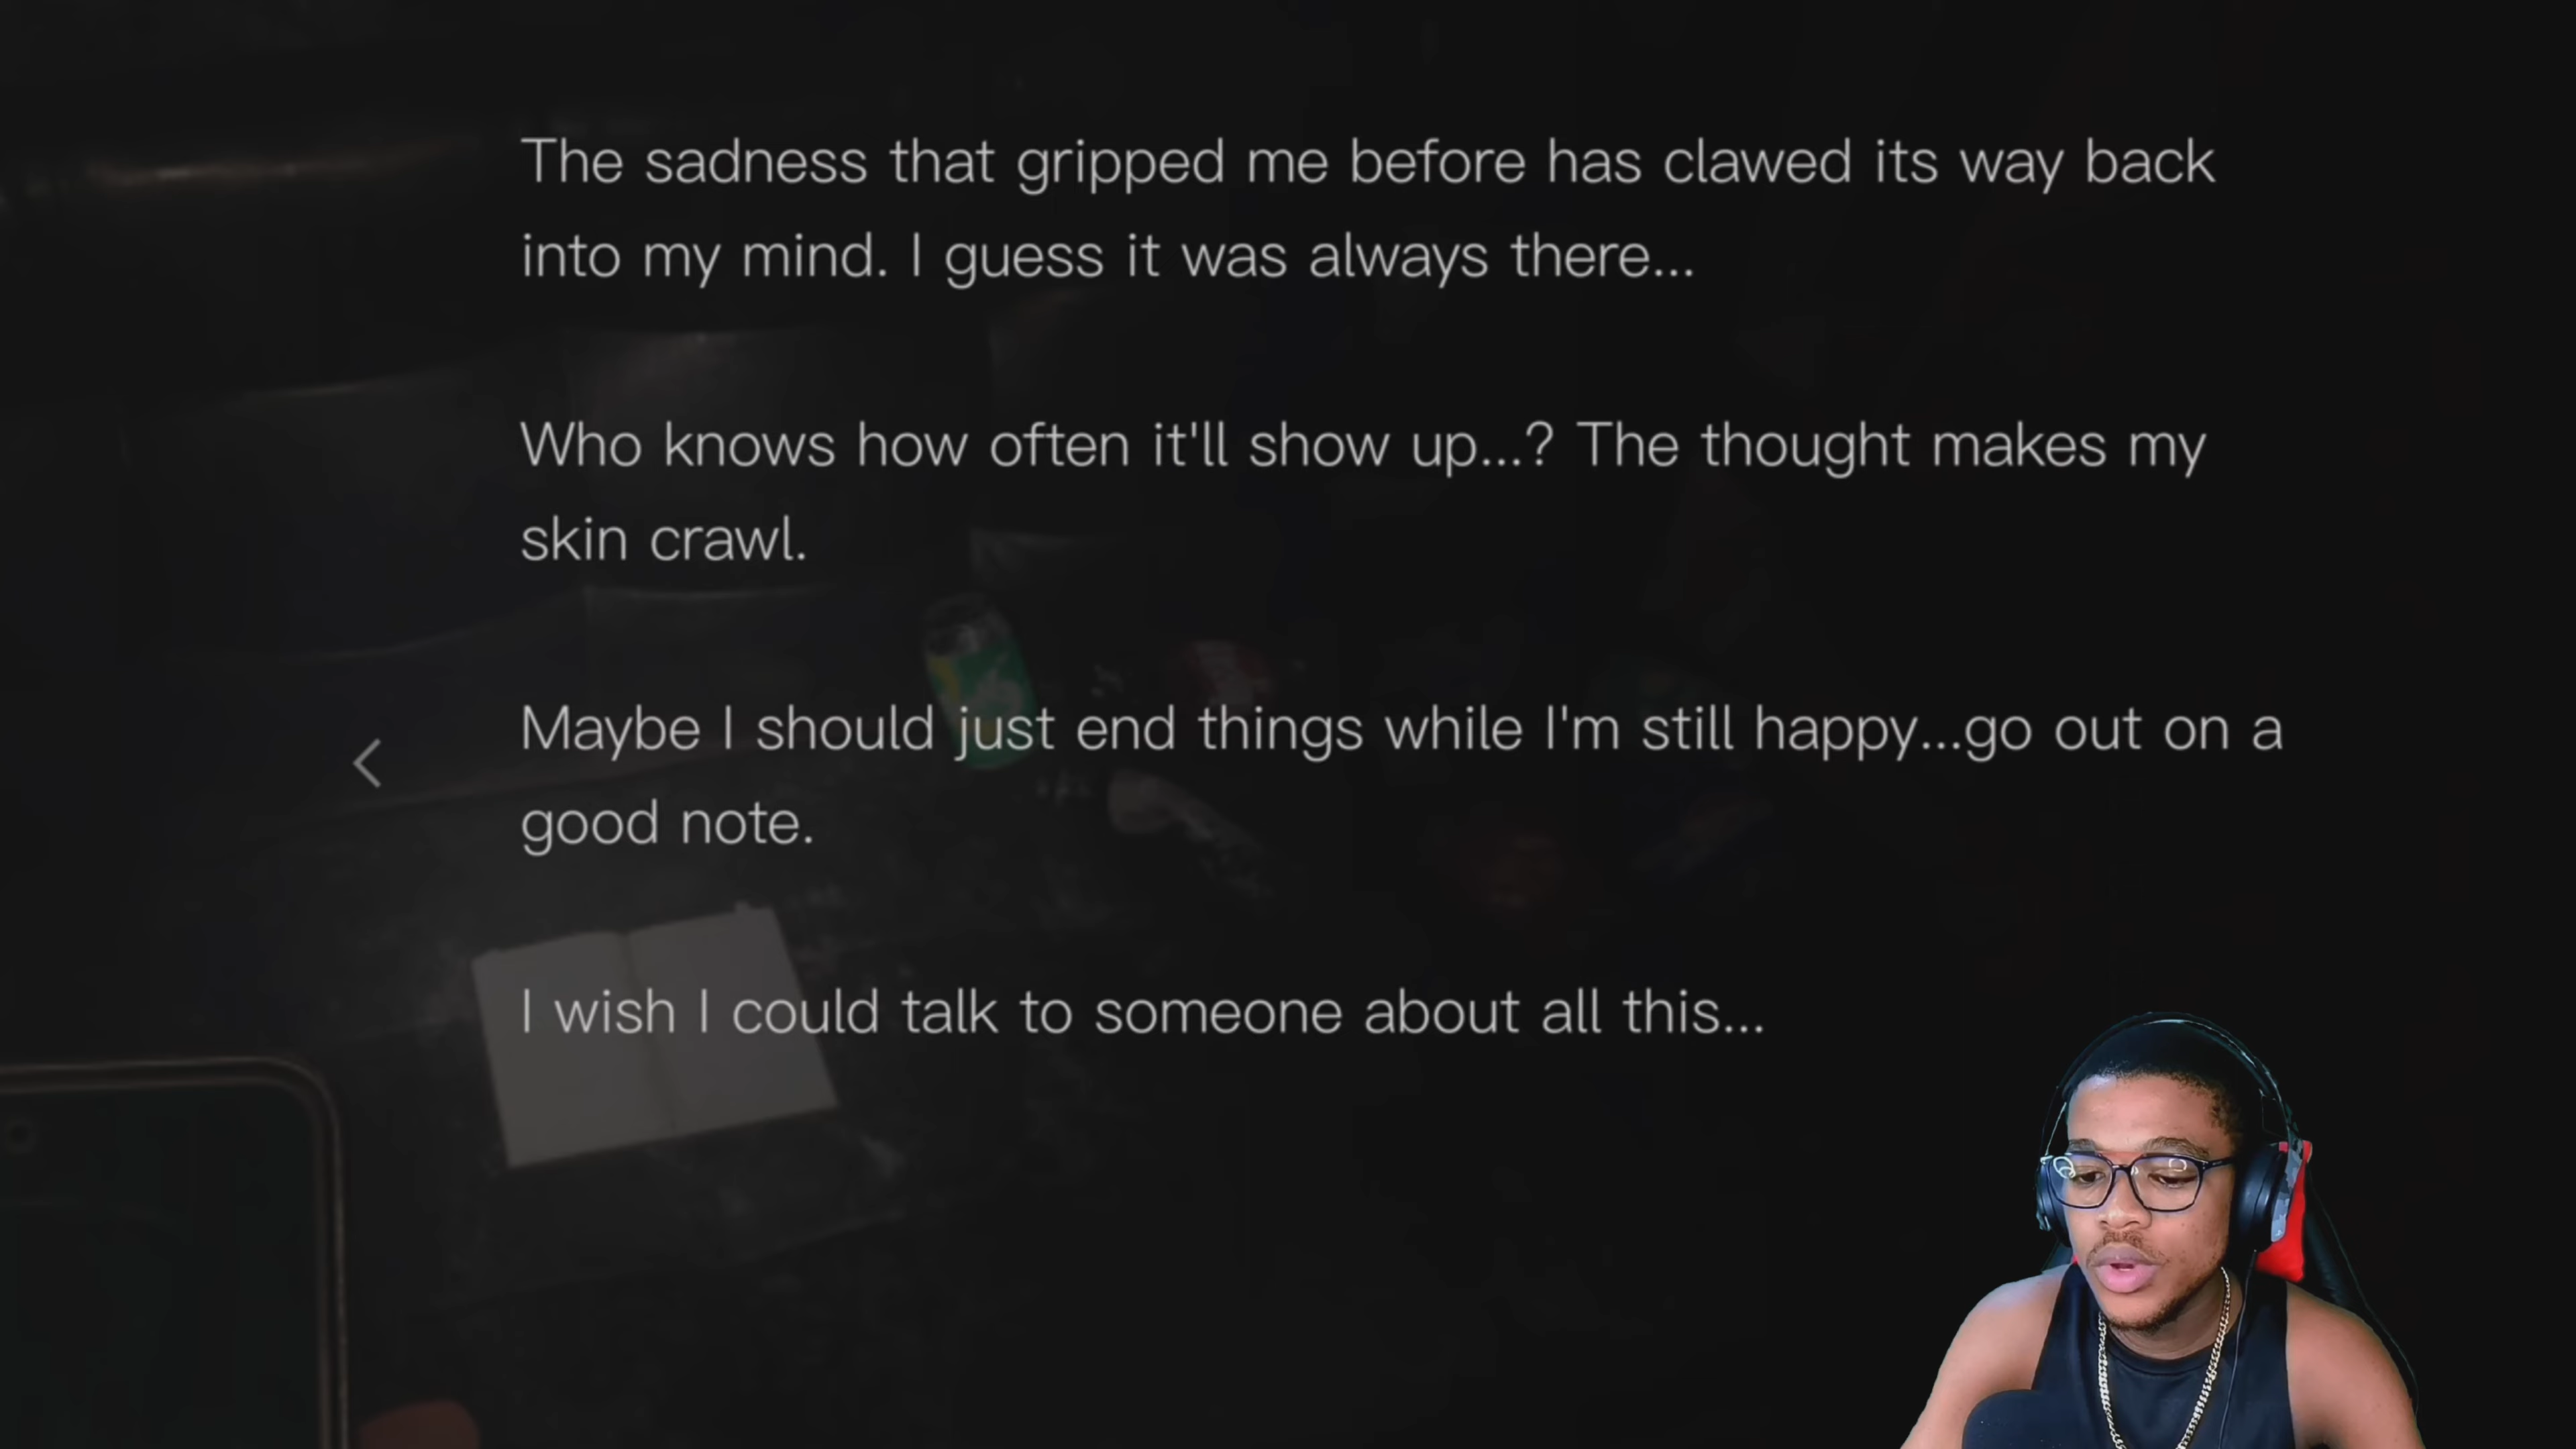 The sadness that gripped me before has clawed its way back
into my mind. I guess it was always there...
Who knows how often it'll show up...? The thought makes my
skin crawl.
Maybe I should just end things while I'm still happy...go out on a
good note.
I wish I could talk to someone about all this...